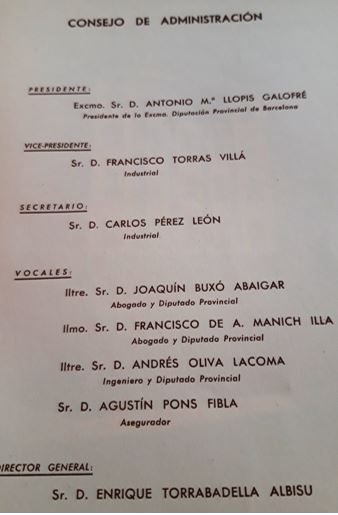 CONSEJO DE ADMINISTRACIÓN
PRESIDENTE:
Excmo. Sr. D. ANTONIO M.ª LLOPIS GALOFRÉ
Presidente de la Excma. Diputación Provincial de Barcelona
VICE-PRESIDENTE:
Sr. D. FRANCISCO TORRAS VILLÁ
Industrial
SECRETARIO:
Sr. D. CARLOS PÉREZ LEÓN
Industrial
VOCALES:
Iltre. Sr. D. JOAQUÍN BUXÓ ABAIGAR
Abogado y Diputado Provincial
Ilmo. Sr. D. FRANCISCO DE A. MANICH ILLA
Abogado y Diputado Provincial
Iltre. Sr. D. ANDRÉS OLIVA LACOMA
Ingeniero y Diputado Provincial
Sr. D. AGUSTÍN PONS FIBLA
Asegurador
DIRECTOR GENERAL:
Sr. D. ENRIQUE TORRABADELLA ALBISU